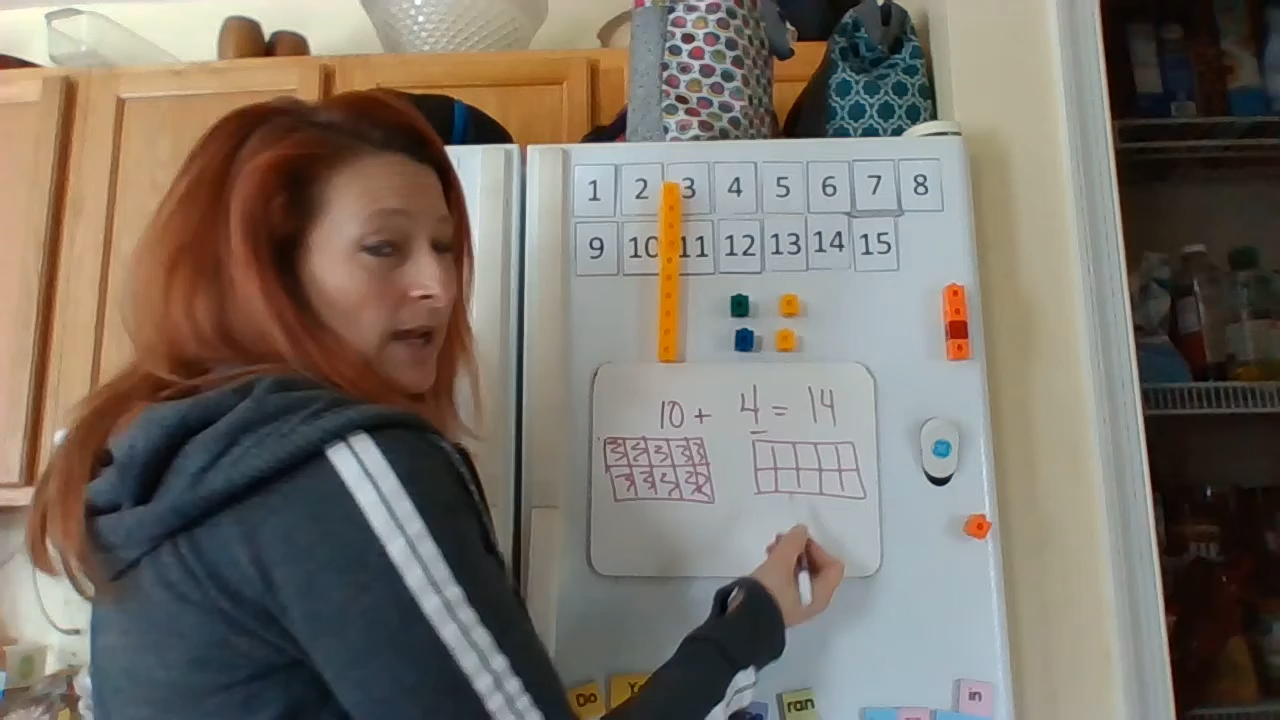 1 2 3 4 5 6 7 8
9 10 11 12 13 14 15
10 + 4 = 14
Do
ran
in